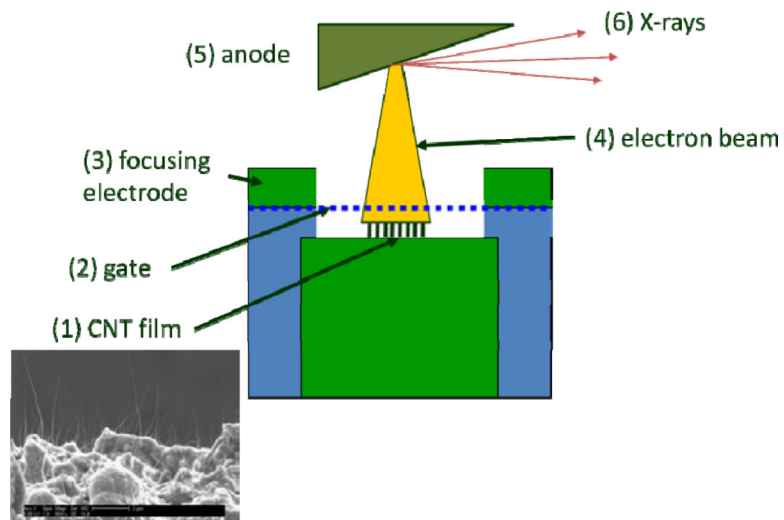 (6) X-rays
(5) anode
(4) electron beam
(3) focusing
electrode
(2) gate
(1) CNT film